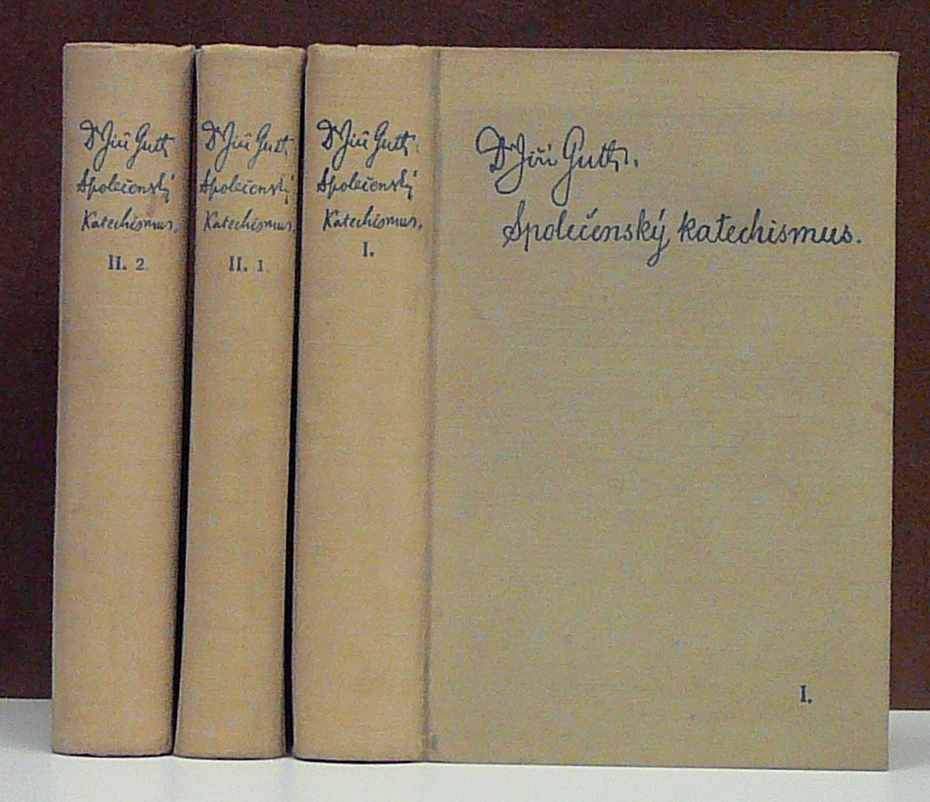 Dr Jiří Guth
Společenský
Katechismus.
II. 2
Dr Jiří Guth
Společenský
Katechismus.
II. 1
Dr Jiří Guth.
Společenský
Katechismus.
I.
Dr Jiří Guth.
Společenský katechismus.
I.